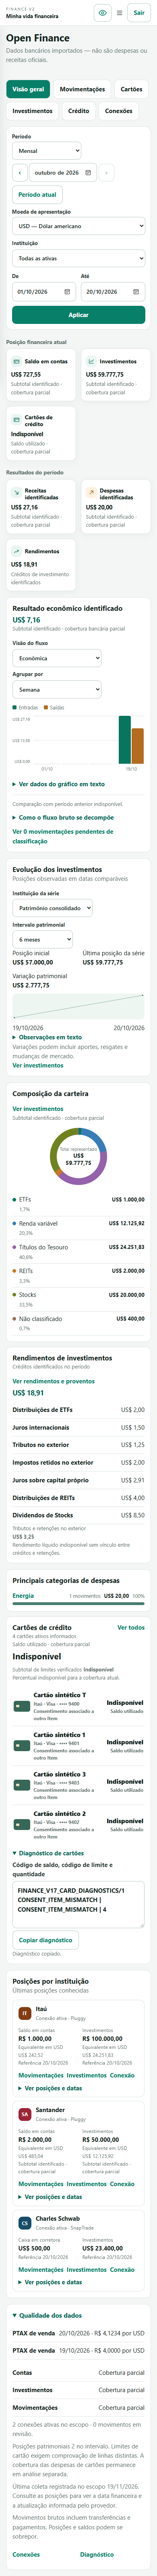 FINANCE V2
Minha vida financeira
Sair
Open Finance
Dados bancários importados — não são despesas ou
receitas oficiais.
Visão geral
Movimentações
Cartões
Investimentos
Crédito
Conexões
Período
Mensal
outubro de 2026
Período atual
Moeda de apresentação
USD — Dólar americano
Instituição
Todas as ativas
De
Até
01/10/2026
20/10/2026
Aplicar
Posição financeira atual
Saldo em contas
US$ 727,55
Subtotal identificado ·
cobertura parcial
Investimentos
US$ 59.777,75
Subtotal identificado ·
cobertura parcial
Cartões de
crédito
Indisponível
Saldo utilizado ·
cobertura parcial
Resultados do período
Receitas
identificadas
US$ 27,16
Subtotal identificado ·
cobertura parcial
Despesas
identificadas
US$ 20,00
Subtotal identificado ·
cobertura parcial
Rendimentos
US$ 18,91
Créditos de investimento
identificados
Resultado econômico identificado
US$ 7,16
Subtotal identificado · cobertura bancária parcial
Visão do fluxo
Econômica
Agrupar por
Semana
Entradas
Saídas
US$ 27,16
US$ 13,58
US$ 0,00
Ver dados do gráfico em texto
Comparação com período anterior indisponível.
Como o fluxo bruto se decompõe
Ver 0 movimentações pendentes de
classificação
Evolução dos investimentos
Posições observadas em datas comparáveis
Instituição da série
Patrimônio consolidado
Intervalo patrimonial
6 meses
Posição inicial
US$ 57.000,00
Última posição da série
US$ 59.777,75
Variação patrimonial
US$ 2.777,75
19/10/2026
20/10/2026
Observações em texto
Variações podem incluir aportes, resgates e
mudanças de mercado.
Ver investimentos
Composição da carteira
Ver investimentos
Subtotal identificado · cobertura parcial
Total representado
US$
59.777,75
ETFs
US$ 1.000,00
1,7%
Renda variável
US$ 12.125,92
20,3%
Títulos do Tesouro
US$ 24.251,83
40,6%
REITs
US$ 2.000,00
3,3%
Stocks
US$ 20.000,00
33,5%
Não classificado
US$ 400,00
0,7%
Rendimentos de investimentos
Créditos identificados no período
Ver rendimentos e proventos
US$ 18,91
Distribuições de ETFs
US$ 2,00
Juros internacionais
US$ 1,50
Tributos no exterior
US$ 1,25
Impostos retidos no exterior
US$ 2,00
Juros sobre capital próprio
US$ 2,91
Distribuições de REITs
US$ 4,00
Dividendos de Stocks
US$ 8,50
Tributos e retenções no exterior
US$ 3,25
Rendimento líquido indisponível sem vínculo entre
créditos e retenções.
Principais categorias de despesas
Energia
1 movimentos
US$ 20,00
100%
Cartões de crédito
Ver todos
4 cartões ativos informados
Saldo utilizado · cobertura parcial
Indisponível
Subtotal de limites verificados Indisponível
Percentual indisponível para a cobertura atual.
Cartão sintético T
Itaú · Visa · •••• 9400
Consentimento associado a
outro Item
Indisponível
Saldo utilizado
Cartão sintético 1
Itaú · Visa · •••• 9401
Consentimento associado a
outro Item
Indisponível
Saldo utilizado
Cartão sintético 3
Itaú · Visa · •••• 9403
Consentimento associado a
outro Item
Indisponível
Saldo utilizado
Cartão sintético 2
Itaú · Visa · •••• 9402
Consentimento associado a
outro Item
Indisponível
Saldo utilizado
Diagnóstico de cartões
Código de saldo, código de limite e
quantidade
FINANCE_V17_CARD_DIAGNOSTICS/1
CONSENT_ITEM_MISMATCH |
CONSENT_ITEM_MISMATCH | 4
Copiar diagnóstico
Diagnóstico copiado.
Posições por instituição
Últimas posições conhecidas
IT
Itaú
Conexão ativa · Pluggy
Saldo em conta
R$ 1.000,00
Equivalente em USD
US$ 242,52
Investimentos
R$ 100.000,00
Equivalente em USD
US$ 24.251,83
Referência 20/10/2026
Referência 20/10/2026
Movimentações
Investimentos
Conexão
Ver posições e datas
SA
Santander
Conexão ativa · Pluggy
Saldo em conta
R$ 2.000,00
Equivalente em USD
US$ 485,04
Subtotal identificado ·
cobertura parcial
Investimentos
R$ 50.000,00
Equivalente em USD
US$ 12.125,92
Subtotal identificado ·
cobertura parcial
Movimentações
Investimentos
Conexão
Ver posições e datas
CS
Charles Schwab
Conexão ativa · SnapTrade
Caixa em corretora
US$ 500,00
Referência 20/10/2026
Investimentos
US$ 23.400,00
Referência 20/10/2026
Movimentações
Investimentos
Conexão
Ver posições e datas
Qualidade dos dados
PTAX de venda
20/10/2026 · R$ 4,1234 por USD
PTAX de venda
19/10/2026 · R$ 4,0000 por USD
Contas
Cobertura parcial
Investimentos
Cobertura parcial
Movimentações
Cobertura parcial
2 conexões ativas no escopo · 0 movimentos em
revisão.
Posições patrimoniais 2 no intervalo. Limites de
cartão exigem comprovação de linhas distintas. A
cobertura das despesas de cartões permanece
em análise separada.
Última coleta registrada no escopo 19/11/2026.
Consulte as posições para ver a data financeira e
a atualização informada pelo provedor.
Movimentos brutos incluem transferências e
pagamentos. Posições e saldos podem se
sobrepor.
Conexões
Diagnóstico